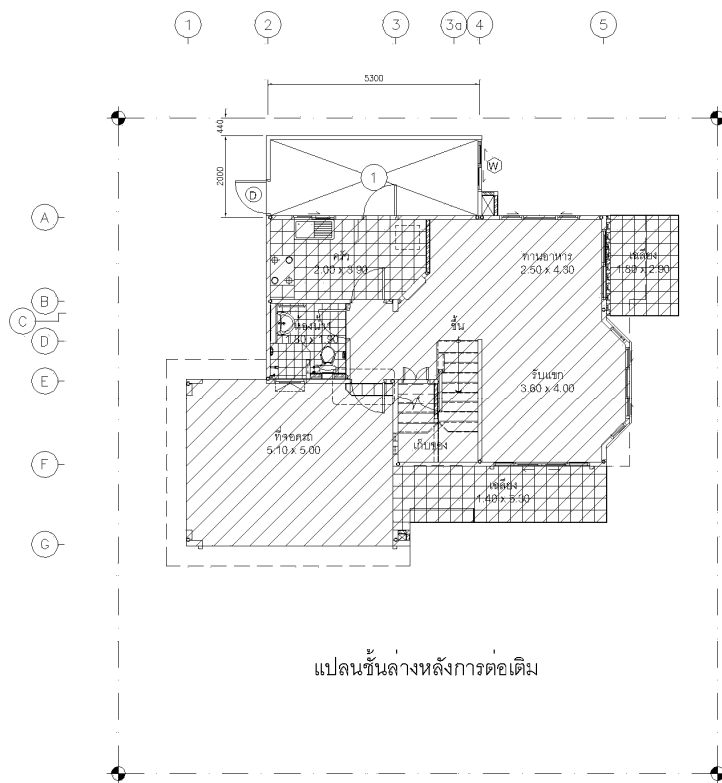 1 2 3 3a 4 5
5300
440
2000
W
1
D
A
ครัว
2.00 x 3.90
ทานอาหาร
2.50 x 4.30
เฉลียง
1.80 x 2.90
B
C
D
ห้องน้ำ1
1.80 x 1.90
ขึ้น
E
รับแขก
3.60 x 4.00
ที่จอดรถ
5.10 x 5.00
เก็บของ
F
เฉลียง
1.40 x 5.30
G
แปลนชั้นล่างหลังการต่อเติม